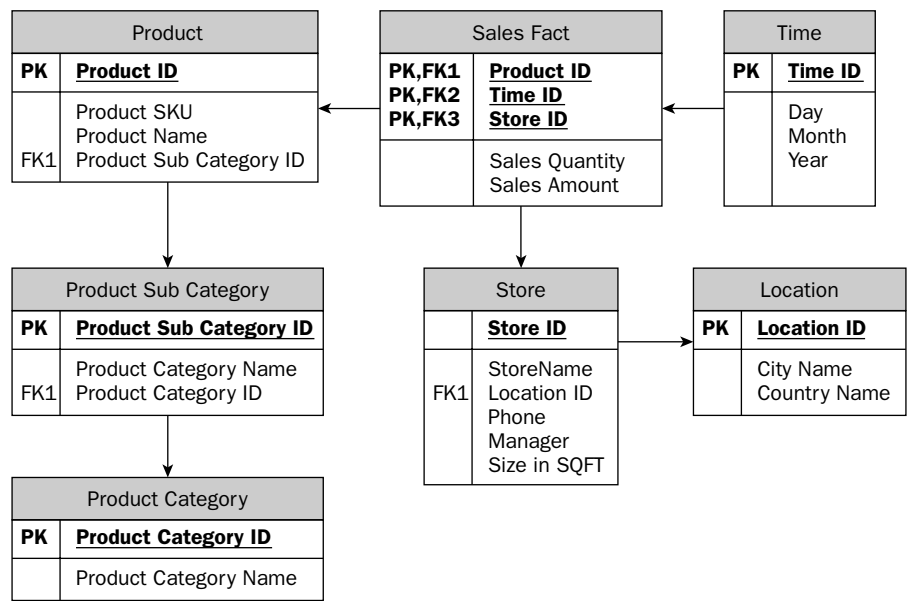 Product
PK Product ID
Product SKU
Product Name
FK1 Product Sub Category ID
Sales Fact
PK,FK1 Product ID
PK,FK2 Time ID
PK,FK3 Store ID
Sales Quantity
Sales Amount
Time
PK Time ID
Day
Month
Year
Product Sub Category
PK Product Sub Category ID
Product Category Name
FK1 Product Category ID
Store
Store ID
StoreName
FK1 Location ID
Phone
Manager
Size in SQFT
Location
PK Location ID
City Name
Country Name
Product Category
PK Product Category ID
Product Category Name